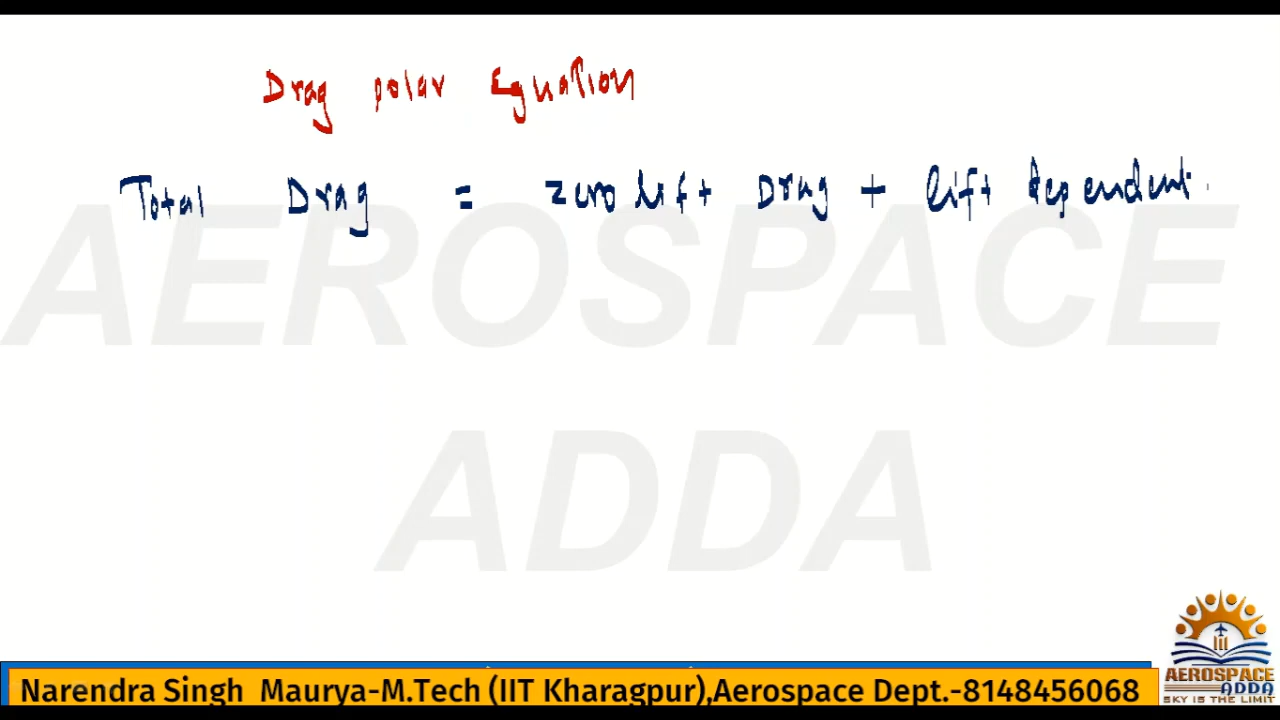 Drag polar Equation
Total Drag = zero lift Drag + lift dependent
AEROSPACE
ADDA
Narendra Singh Maurya-M.Tech (IIT Kharagpur),Aerospace Dept.-8148456068
AEROSPACE
ADDA
SKY IS THE LIMIT